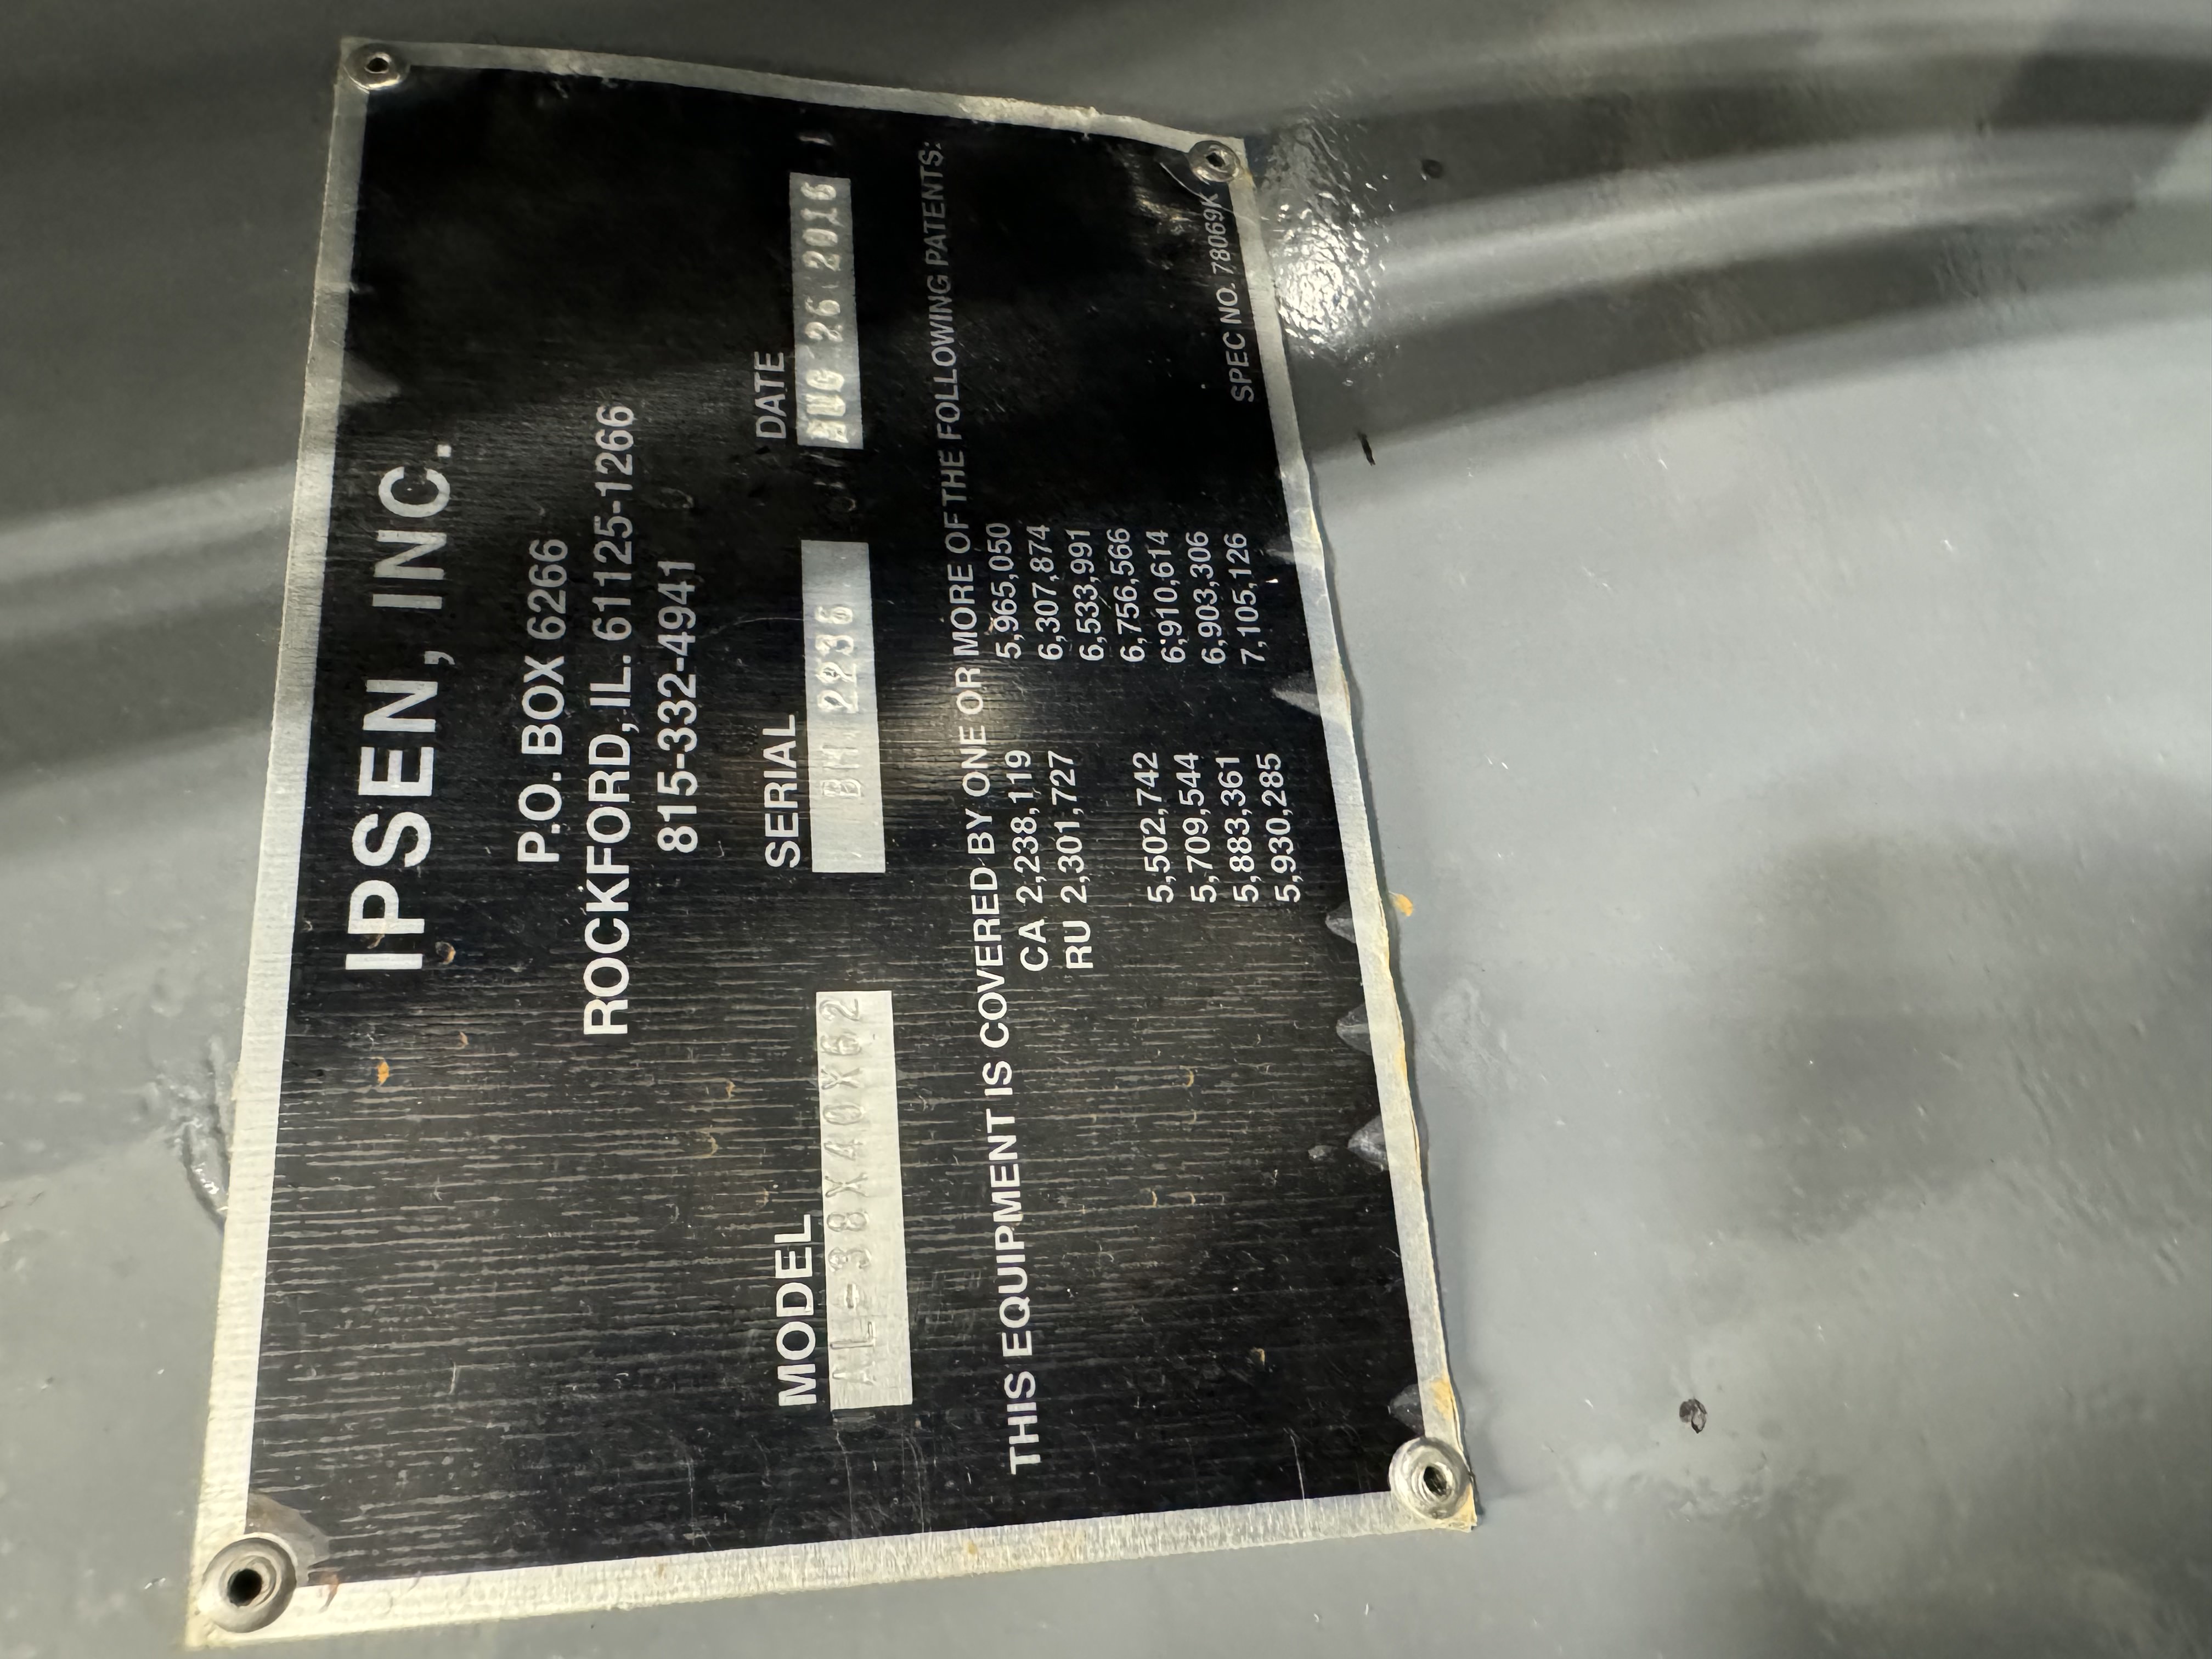 IPSEN, INC.
P.O. BOX 6266
ROCKFORD, IL. 61125-1266
815-332-4941
MODEL SERIAL DATE
AL-38X40X62 BM 2236 AUG 26 2016
THIS EQUIPMENT IS COVERED BY ONE OR MORE OF THE FOLLOWING PATENTS:
CA 2,238,119 5,965,050
RU 2,301,727 6,307,874
6,533,991
5,502,742 6,756,566
5,709,544 6,910,614
5,883,361 6,903,306
5,930,285 7,105,126
SPEC NO. 78069K